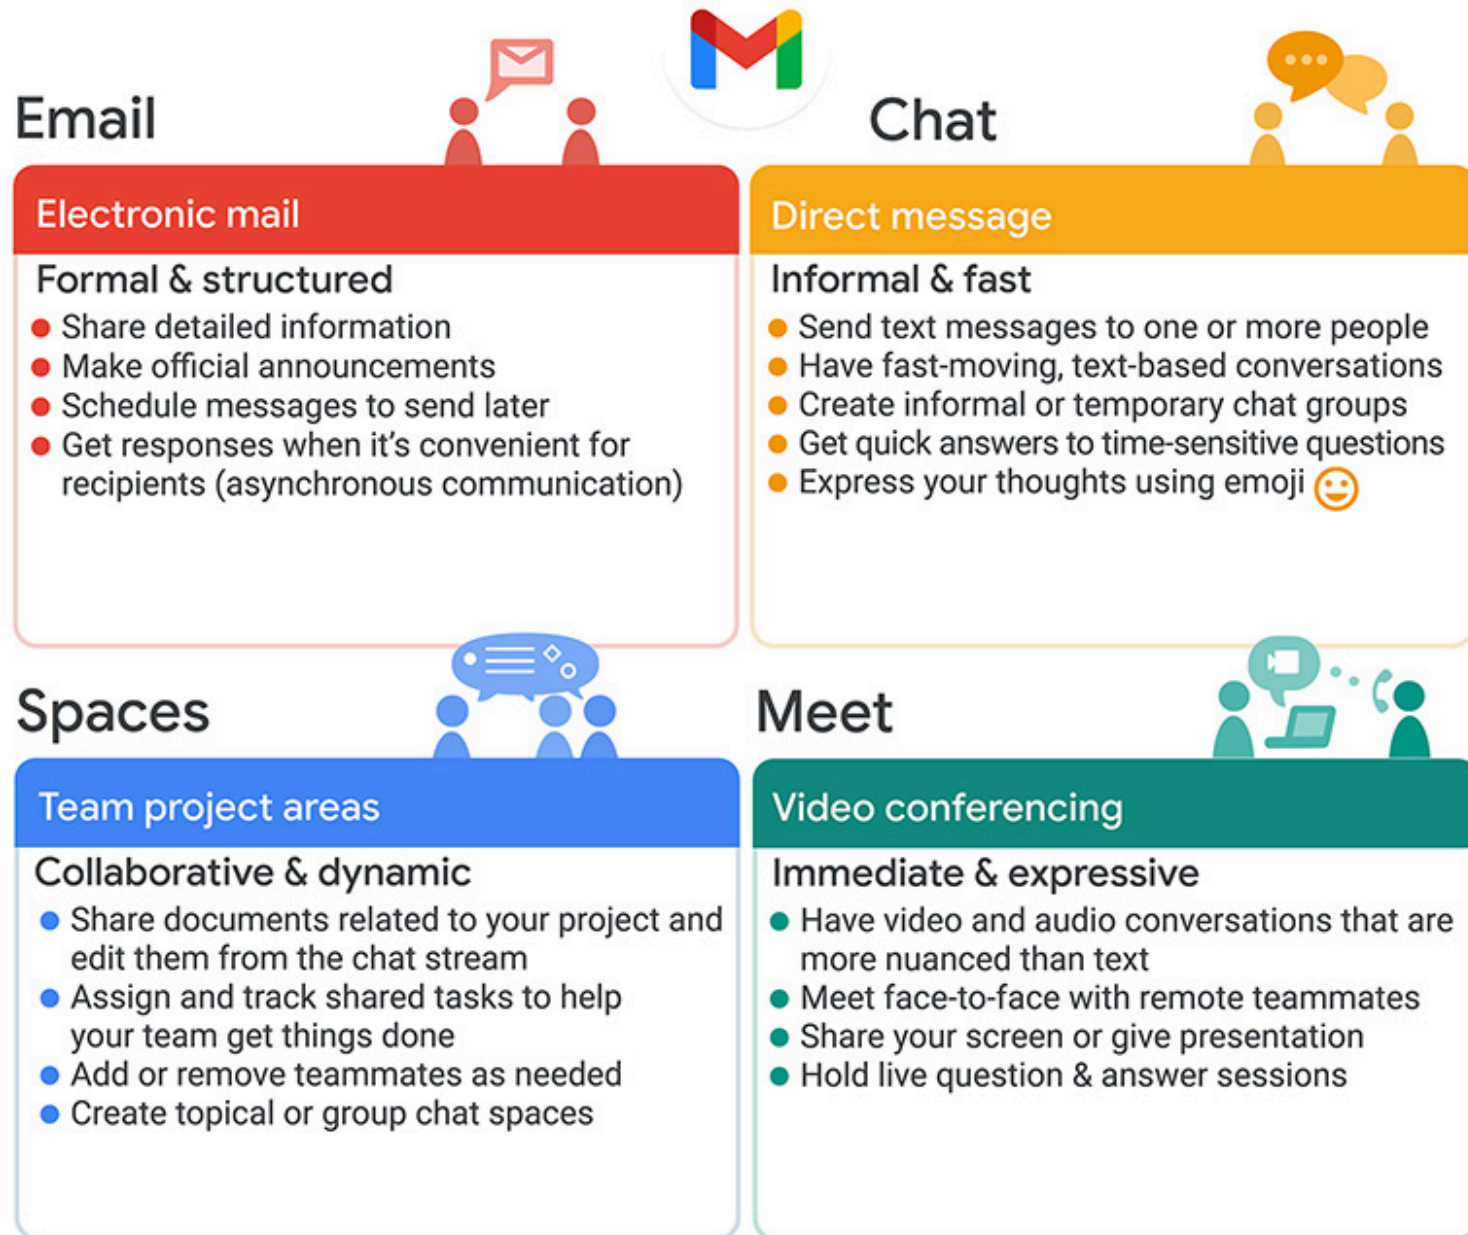 Email
Electronic mail
Formal & structured
Share detailed information
Make official announcements
Schedule messages to send later
Get responses when it's convenient for
recipients (asynchronous communication)
Chat
Direct message
Informal & fast
Send text messages to one or more people
Have fast-moving, text-based conversations
Create informal or temporary chat groups
Get quick answers to time-sensitive questions
Express your thoughts using emoji
Spaces
Team project areas
Collaborative & dynamic
Share documents related to your project and
edit them from the chat stream
Assign and track shared tasks to help
your team get things done
Add or remove teammates as needed
Create topical or group chat spaces
Meet
Video conferencing
Immediate & expressive
Have video and audio conversations that are
more nuanced than text
Meet face-to-face with remote teammates
Share your screen or give presentation
Hold live question & answer sessions